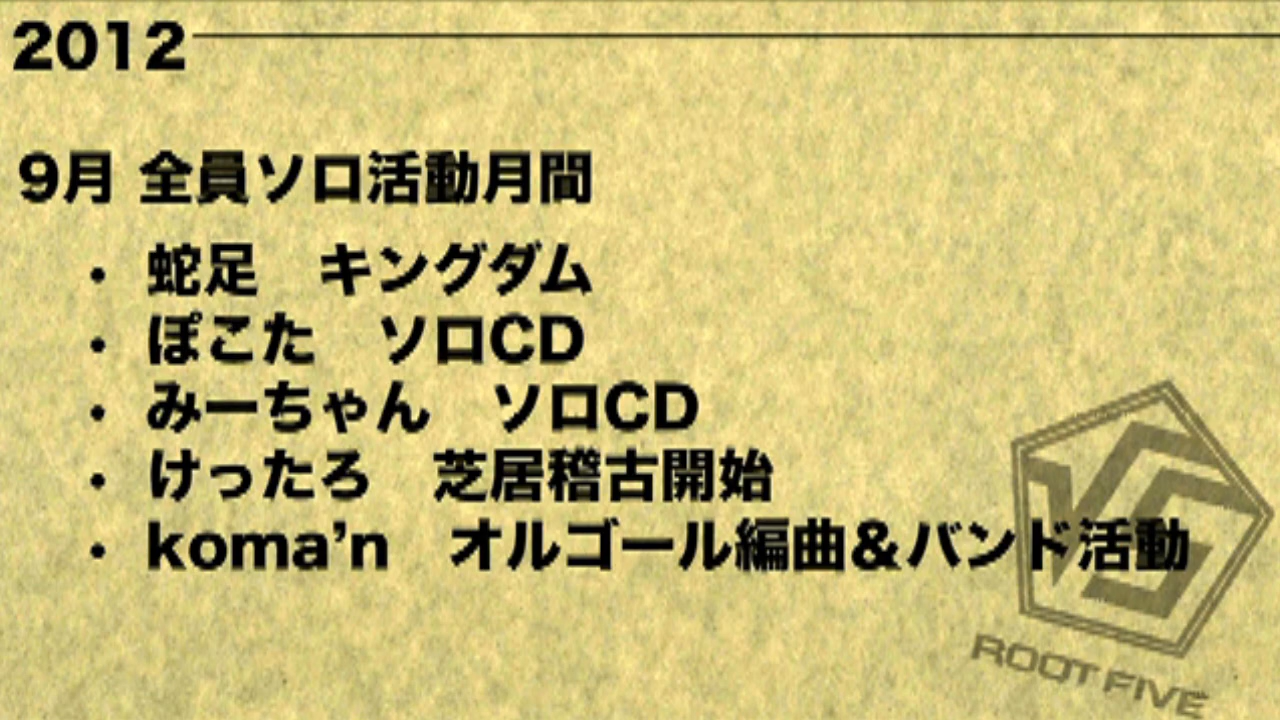 2012
9月 全員ソロ活動月間
・ 蛇足　キングダム
・ ぽこた　ソロCD
・ みーちゃん　ソロCD
・ けったろ　芝居稽古開始
・ koma’n　オルゴール編曲＆バンド活動
√5
ROOT FIVE